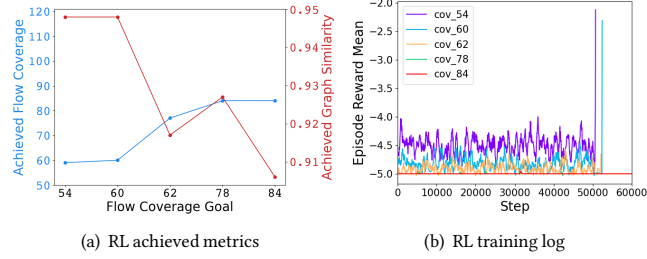 120
110
100
90
80
70
60
50
Achieved Flow Coverage
54
60
62
78
84
Flow Coverage Goal
0.95
0.94
0.93
0.92
0.91
Achieved Graph Similarity
(a) RL achieved metrics
−2.0
−2.5
−3.0
−3.5
−4.0
−4.5
−5.0
Episode Reward Mean
cov_54
cov_60
cov_62
cov_78
cov_84
0
10000
20000
30000
40000
50000
60000
Step
(b) RL training log